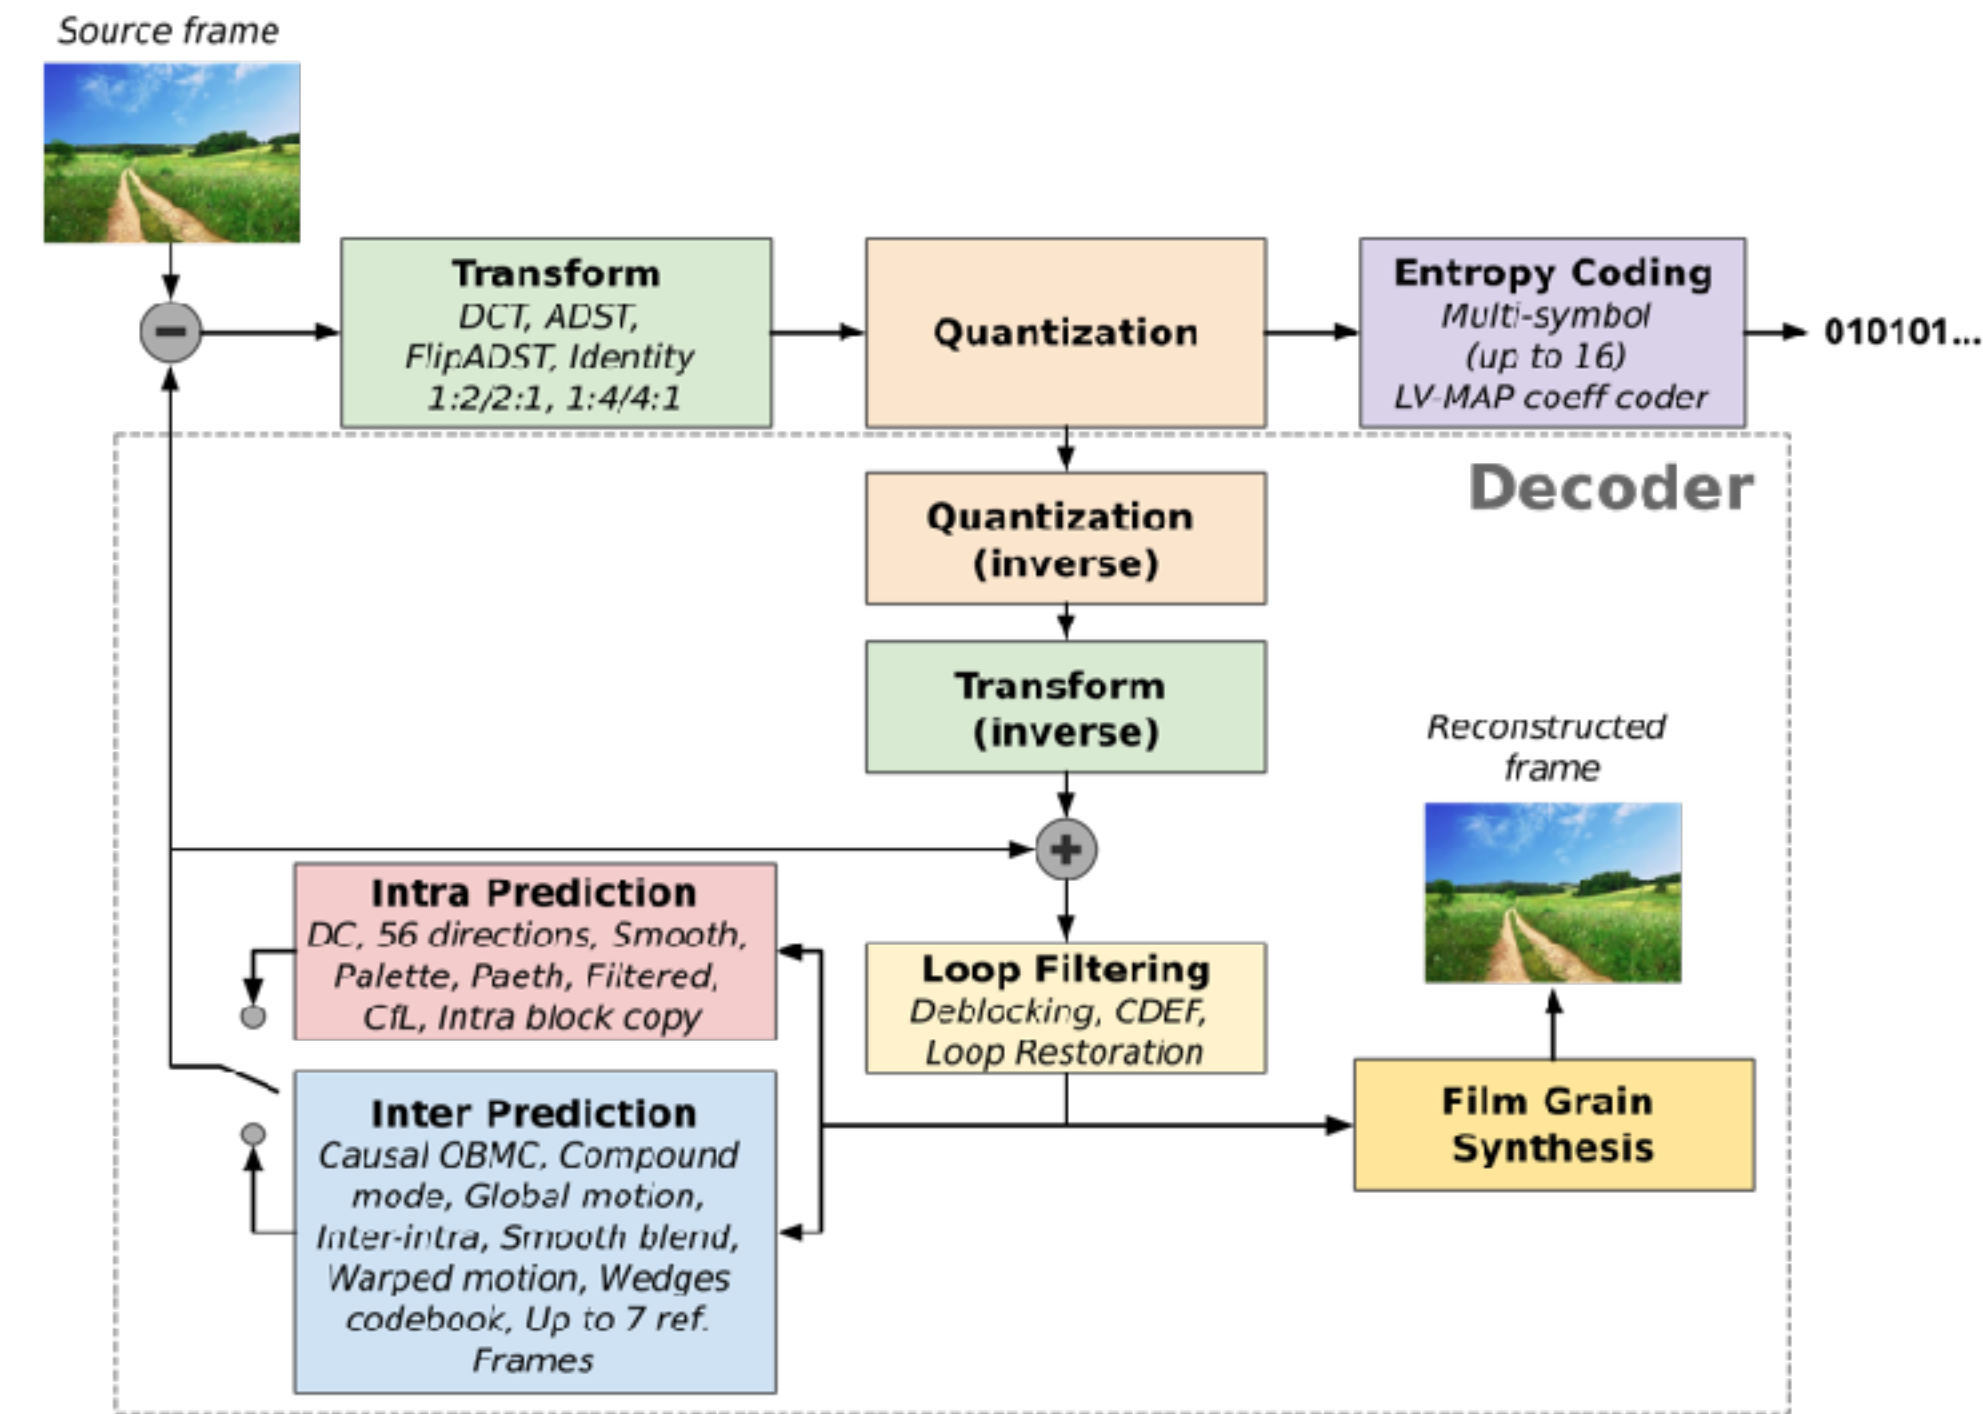 Source frame
Transform
DCT, ADST,
FlipADST, Identity
1:2/2:1, 1:4/4:1
Quantization
Entropy Coding
Multi-symbol
(up to 16)
LV-MAP coeff coder
010101...
Decoder
Quantization
(inverse)
Transform
(inverse)
Reconstructed
frame
Intra Prediction
DC, 56 directions, Smooth,
Palette, Paeth, Filtered,
CfL, Intra block copy
Loop Filtering
Deblocking, CDEF,
Loop Restoration
Inter Prediction
Causal OBMC, Compound
mode, Global motion,
Inter-intra, Smooth blend,
Warped motion, Wedges
codebook, Up to 7 ref.
Frames
Film Grain
Synthesis